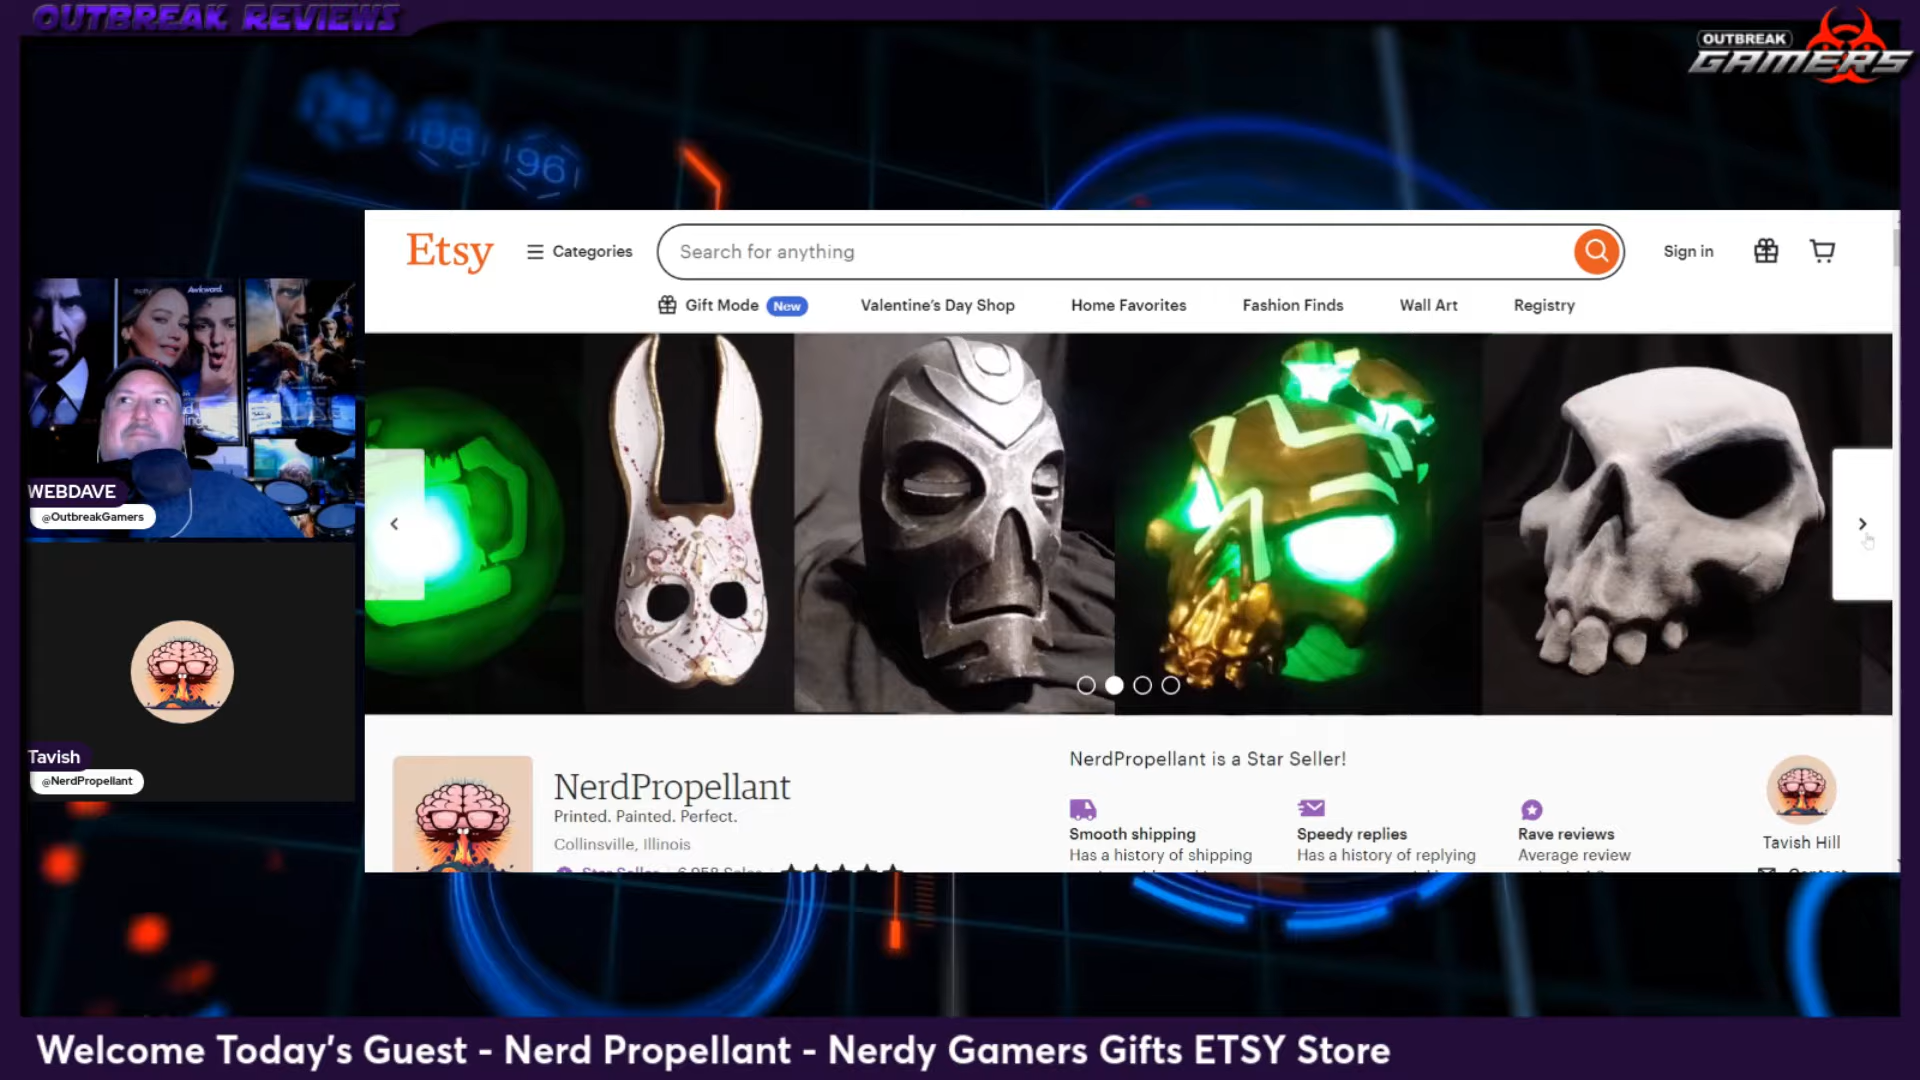 OUTBREAK REVIEWS
OUTBREAK
GAMERS
88
96
Etsy
Categories
Search for anything
Sign in
Gift Mode New
Valentine's Day Shop
Home Favorites
Fashion Finds
Wall Art
Registry
Awkward.
WEBDAVE
@OutbreakGamers
Tavish
@NerdPropellant
NerdPropellant
Printed. Painted. Perfect.
Collinsville, Illinois
NerdPropellant is a Star Seller!
Smooth shipping
Has a history of shipping
Speedy replies
Has a history of replying
Rave reviews
Average review
Tavish Hill
Welcome Today's Guest - Nerd Propellant - Nerdy Gamers Gifts ETSY Store